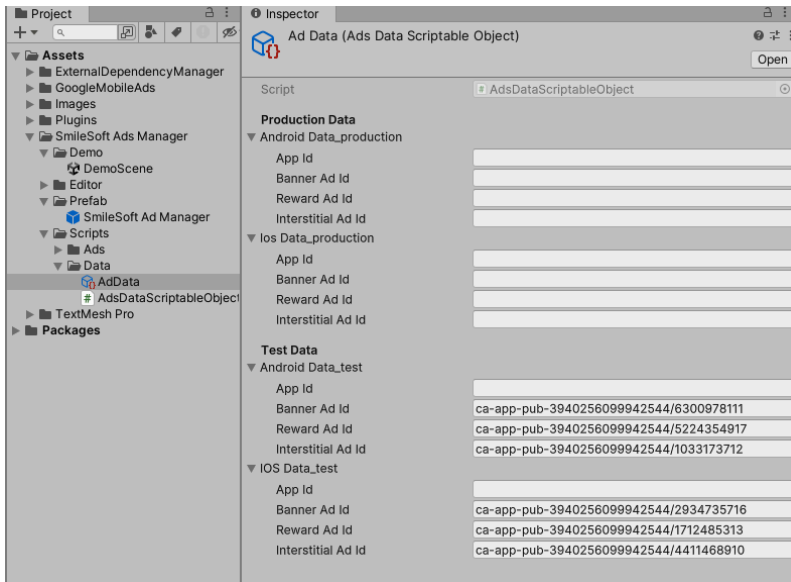 Project
Assets
ExternalDependencyManager
GoogleMobileAds
Images
Plugins
SmileSoft Ads Manager
Demo
DemoScene
Editor
Prefab
SmileSoft Ad Manager
Scripts
Ads
Data
AdData
# AdsDataScriptableObject
TextMesh Pro
Packages
Inspector
Ad Data (Ads Data Scriptable Object)
Open
Script # AdsDataScriptableObject
Production Data
Android Data_production
App Id
Banner Ad Id
Reward Ad Id
Interstitial Ad Id
Ios Data_production
App Id
Banner Ad Id
Reward Ad Id
Interstitial Ad Id
Test Data
Android Data_test
App Id
Banner Ad Id ca-app-pub-3940256099942544/6300978111
Reward Ad Id ca-app-pub-3940256099942544/5224354917
Interstitial Ad Id ca-app-pub-3940256099942544/1033173712
IOS Data_test
App Id
Banner Ad Id ca-app-pub-3940256099942544/2934735716
Reward Ad Id ca-app-pub-3940256099942544/1712485313
Interstitial Ad Id ca-app-pub-3940256099942544/4411468910